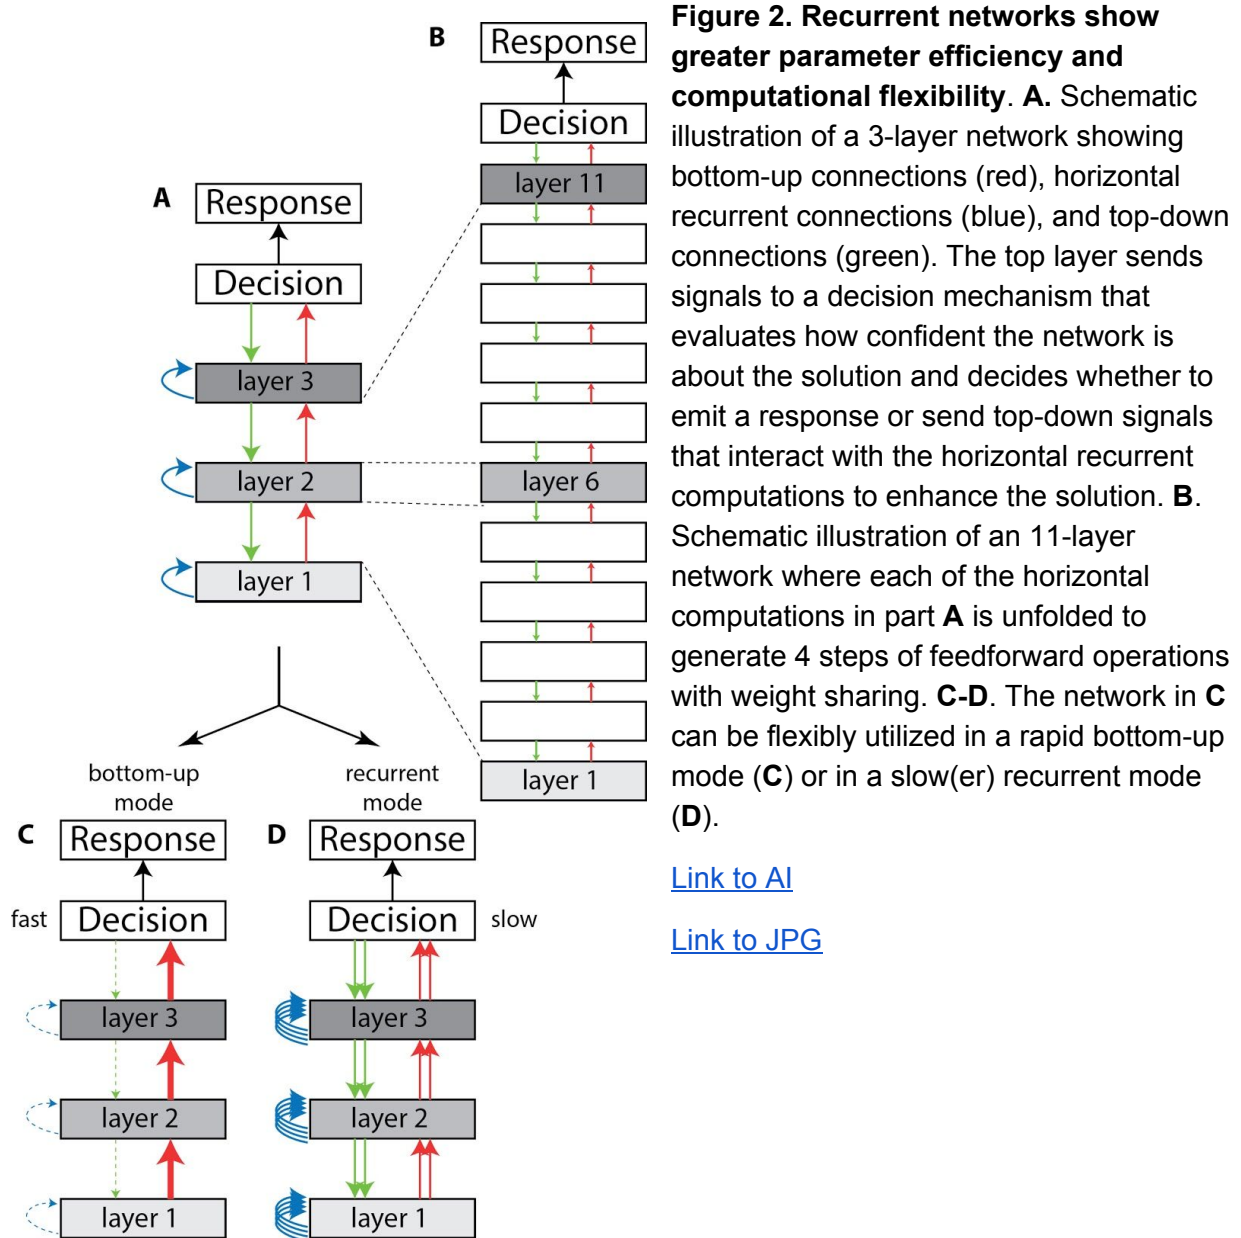 A
Response
Decision
layer 3
layer 2
layer 1
B
Response
Decision
layer 11
layer 6
layer 1
bottom-up
mode
recurrent
mode
C
Response
fast
Decision
layer 3
layer 2
layer 1
D
Response
Decision
slow
layer 3
layer 2
layer 1
Figure 2. Recurrent networks show
greater parameter efficiency and
computational flexibility. A. Schematic
illustration of a 3-layer network showing
bottom-up connections (red), horizontal
recurrent connections (blue), and top-down
connections (green). The top layer sends
signals to a decision mechanism that
evaluates how confident the network is
about the solution and decides whether to
emit a response or send top-down signals
that interact with the horizontal recurrent
computations to enhance the solution. B.
Schematic illustration of an 11-layer
network where each of the horizontal
computations in part A is unfolded to
generate 4 steps of feedforward operations
with weight sharing. C-D. The network in C
can be flexibly utilized in a rapid bottom-up
mode (C) or in a slow(er) recurrent mode
(D).
Link to AI
Link to JPG